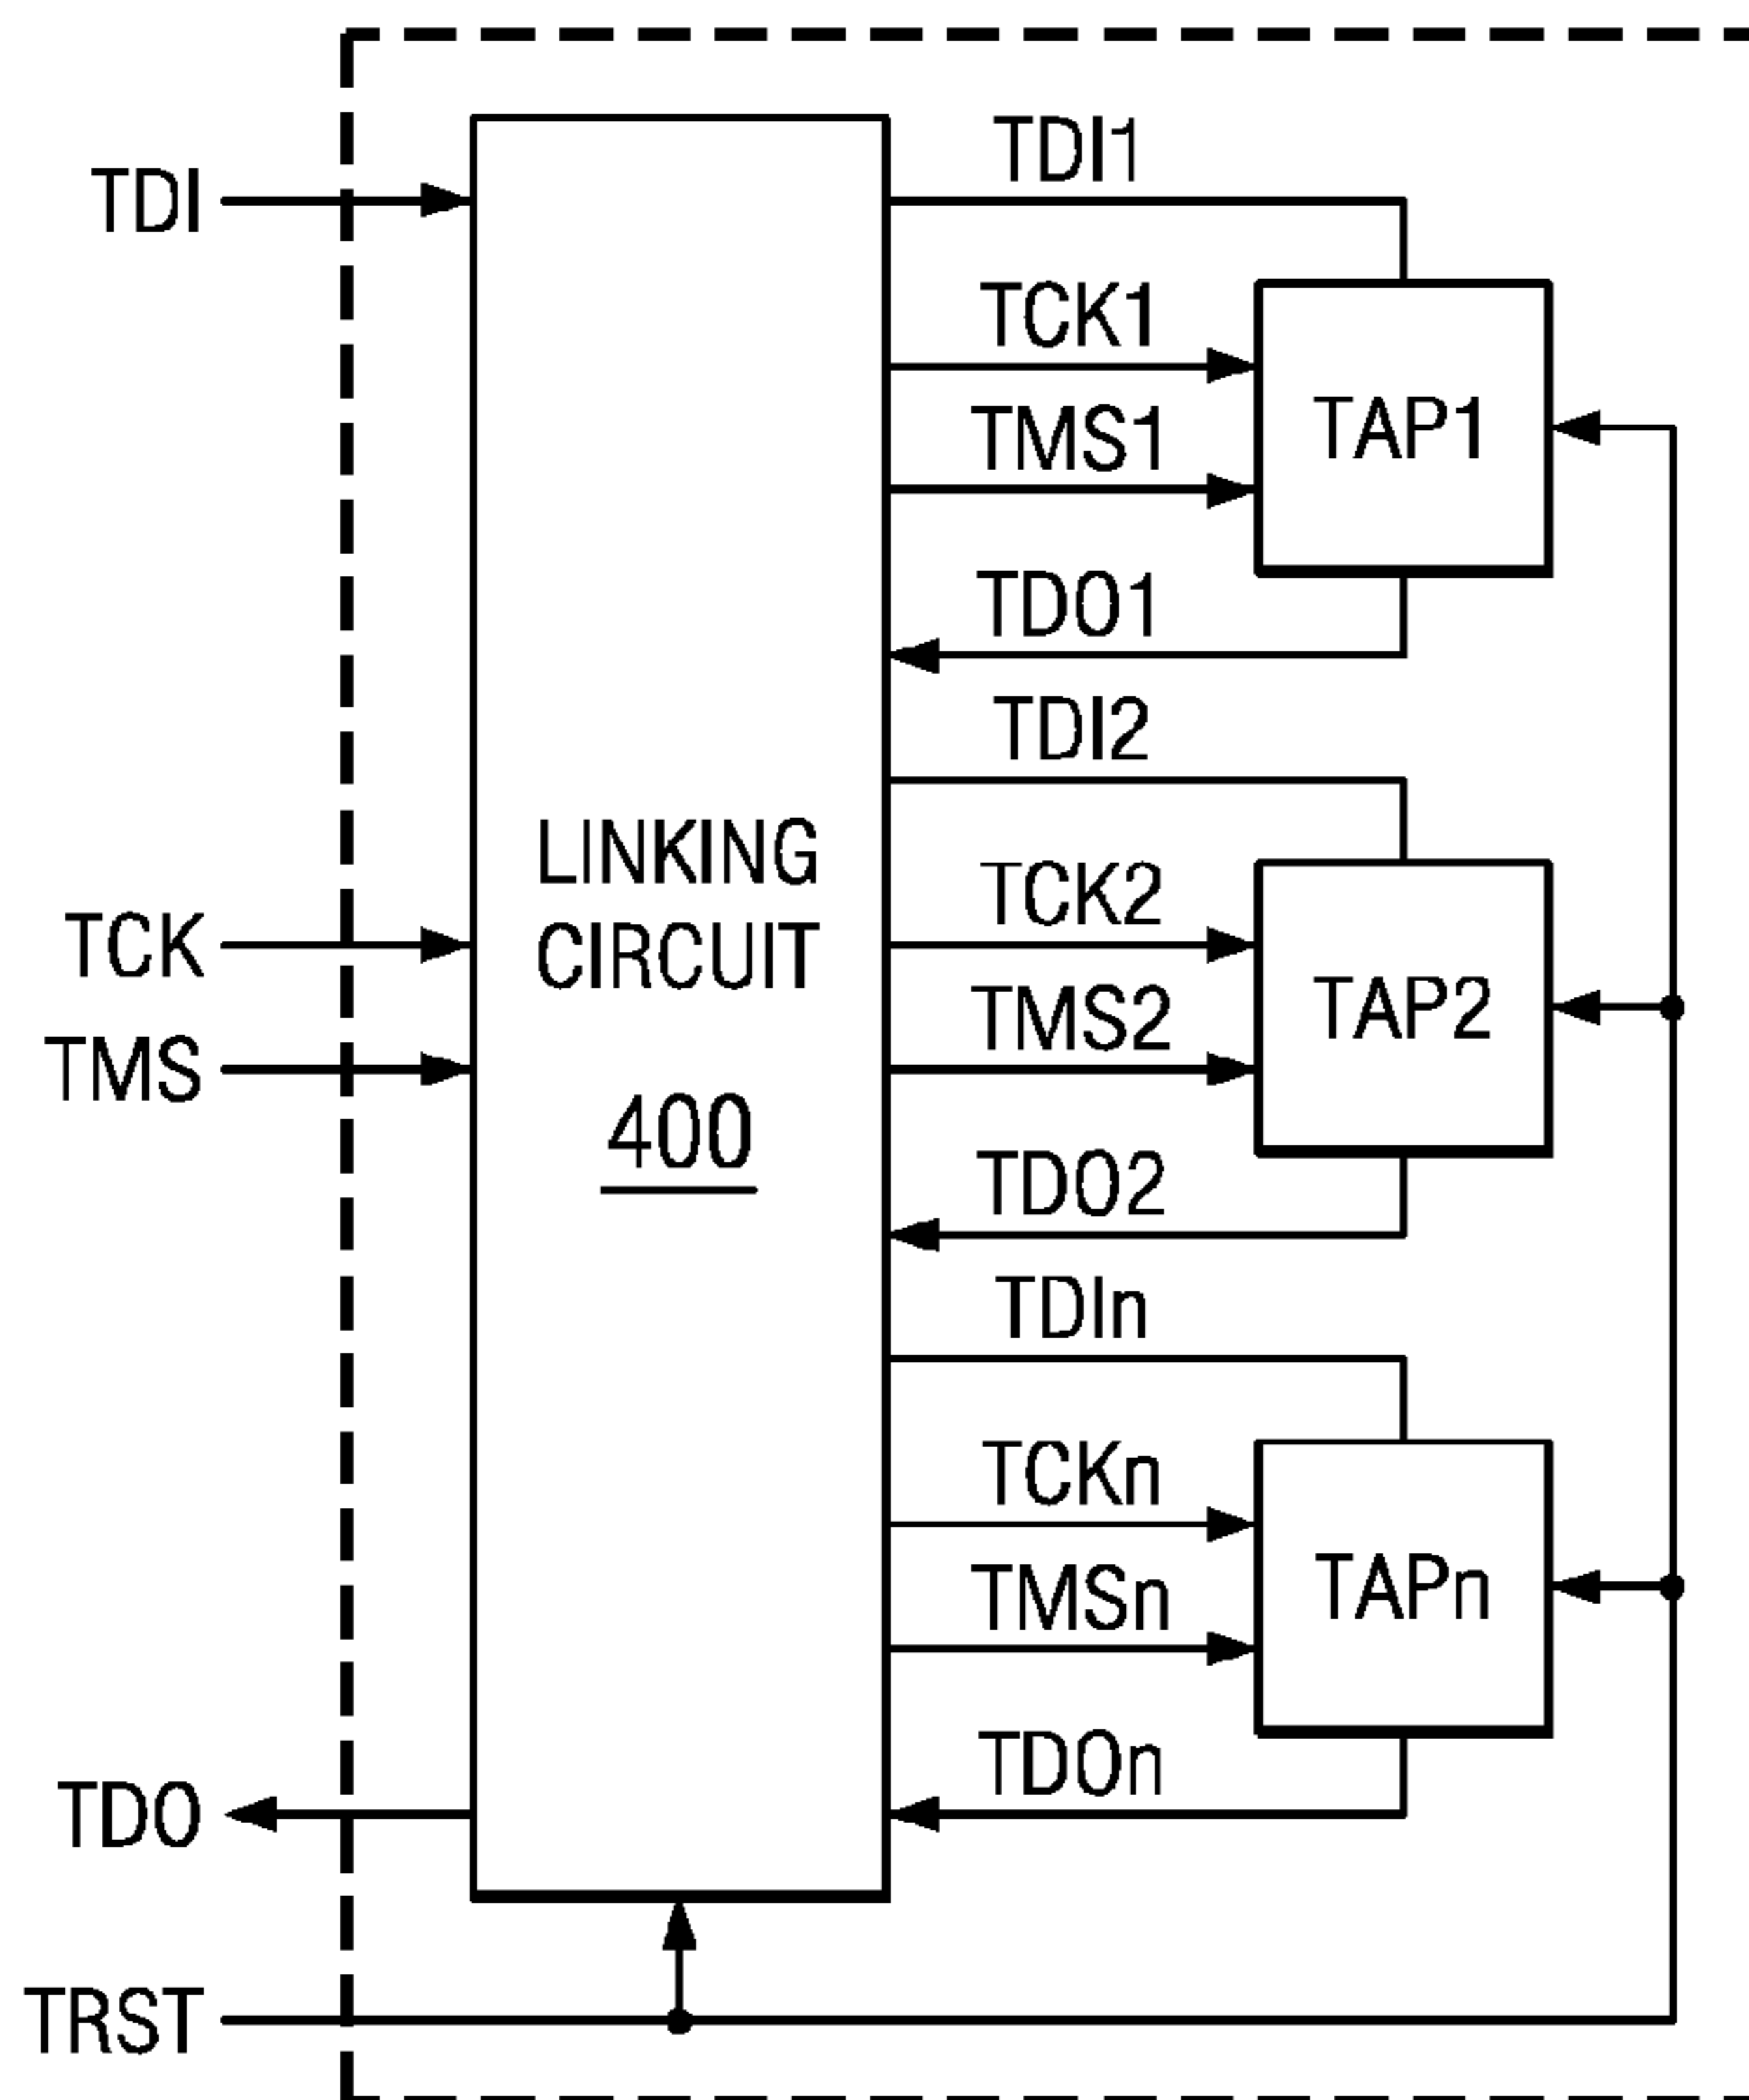 TDI
TCK
TMS
TDO
TRST
LINKING
CIRCUIT
400
TDI1
TCK1
TMS1
TDO1
TAP1
TDI2
TCK2
TMS2
TDO2
TAP2
TDIn
TCKn
TMSn
TDOn
TAPn